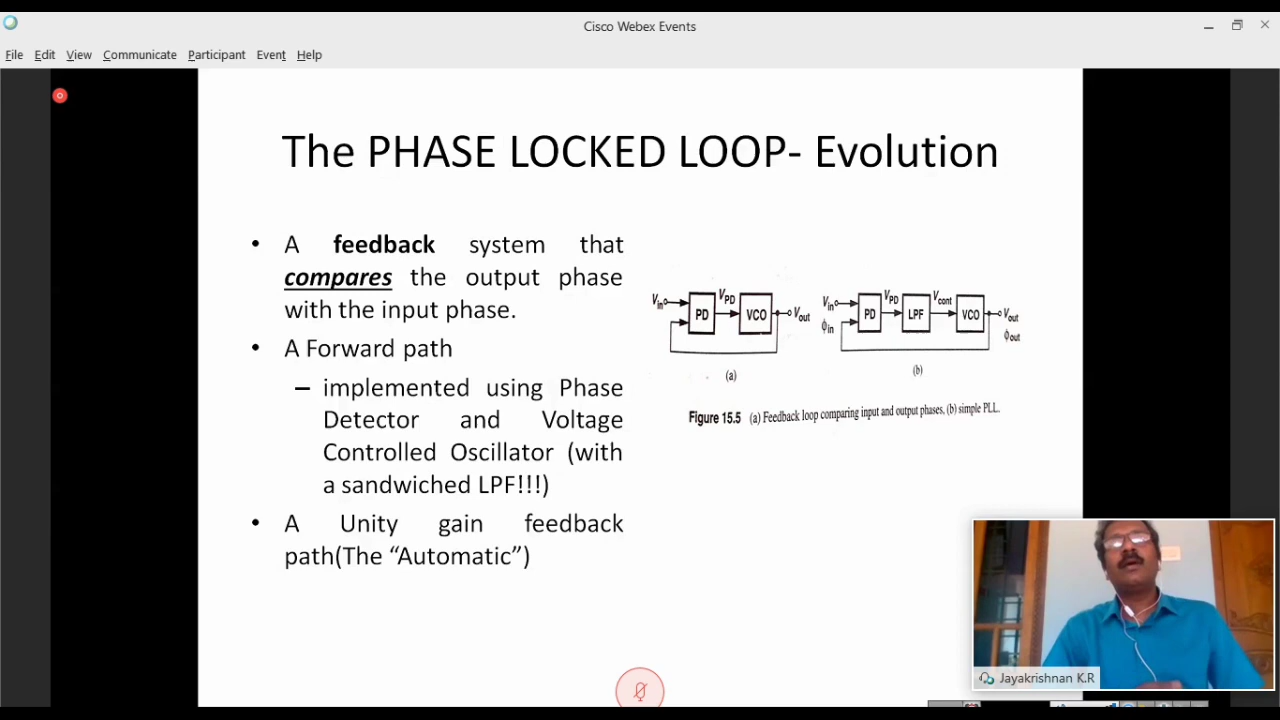 Cisco Webex Events
File Edit View Communicate Participant Event Help
The PHASE LOCKED LOOP- Evolution
• A feedback system that
compares the output phase
with the input phase.
• A Forward path
– implemented using Phase
Detector and Voltage
Controlled Oscillator (with
a sandwiched LPF!!!)
• A Unity gain feedback
path(The “Automatic”)
Vin PD VPD VCO Vout
(a)
Vin ϕin PD VPD LPF Vcont VCO Vout ϕout
(b)
Figure 15.5 (a) Feedback loop comparing input and output phases, (b) simple PLL.
Jayakrishnan K.R